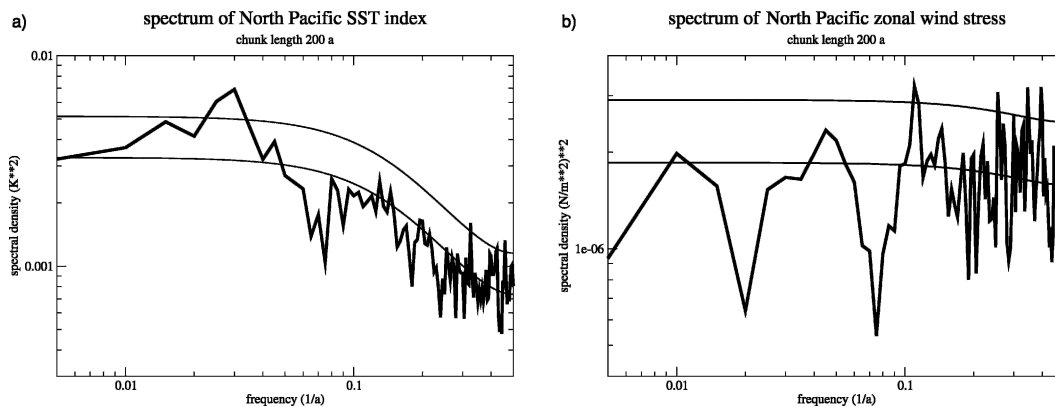 a)
spectrum of North Pacific SST index
chunk length 200 a
0.01
0.001
spectral density (K**2)
0.01
0.1
frequency (1/a)
b)
spectrum of North Pacific zonal wind stress
chunk length 200 a
1e-06
spectral density (N/m**2)**2
0.01
0.1
frequency (1/a)